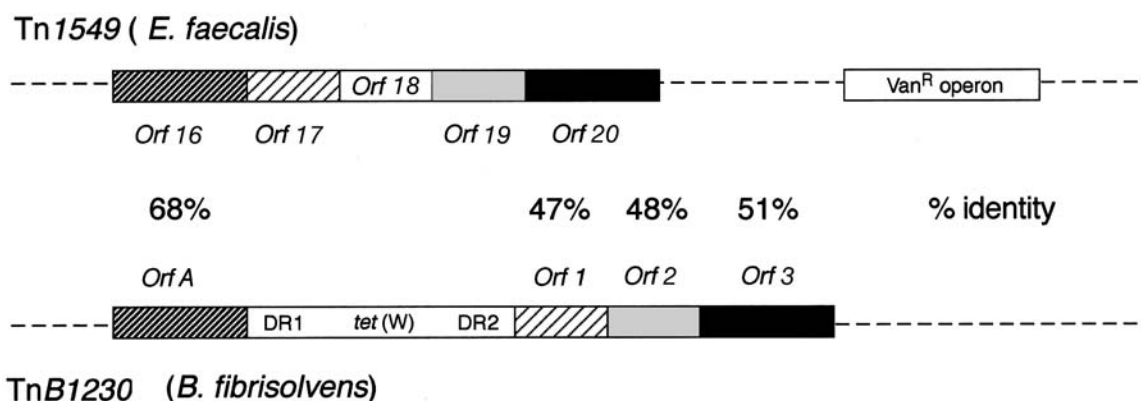 Tn1549 ( E. faecalis)
Orf 18 Van^R operon
Orf 16 Orf 17 Orf 19 Orf 20
68% 47% 48% 51% % identity
Orf A Orf 1 Orf 2 Orf 3
DR1 tet(W) DR2
TnB1230 (B. fibrisolvens)